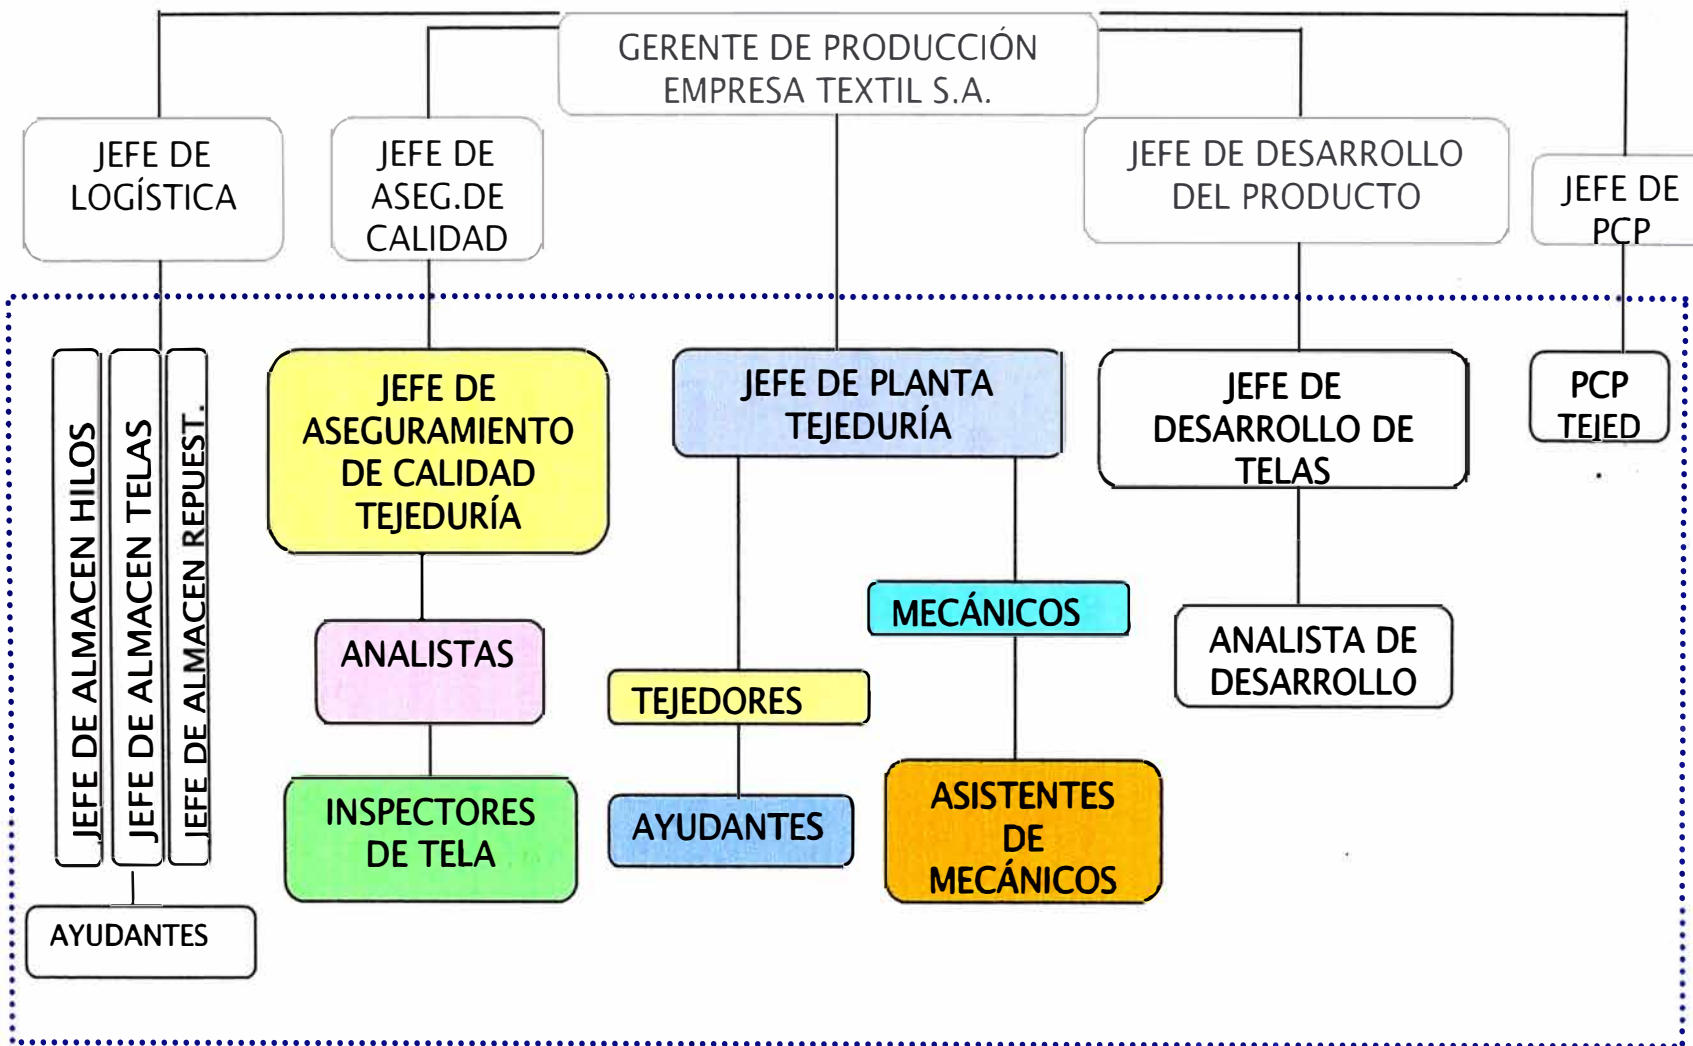 GERENTE DE PRODUCCIÓN
EMPRESA TEXTIL S.A.
JEFE DE
LOGÍSTICA
JEFE DE
ASEG.DE
CALIDAD
JEFE DE DESARROLLO
DEL PRODUCTO
JEFE DE
PCP
JEFE DE ALMACEN HILOS
JEFE DE ALMACEN TELAS
JEFE DE ALMACEN REPUEST.
AYUDANTES
JEFE DE
ASEGURAMIENTO
DE CALIDAD
TEJEDURÍA
ANALISTAS
INSPECTORES
DE TELA
JEFE DE PLANTA
TEJEDURÍA
TEJEDORES
AYUDANTES
MECÁNICOS
ASISTENTES
DE
MECÁNICOS
JEFE DE
DESARROLLO DE
TELAS
ANALISTA DE
DESARROLLO
PCP
TEJED